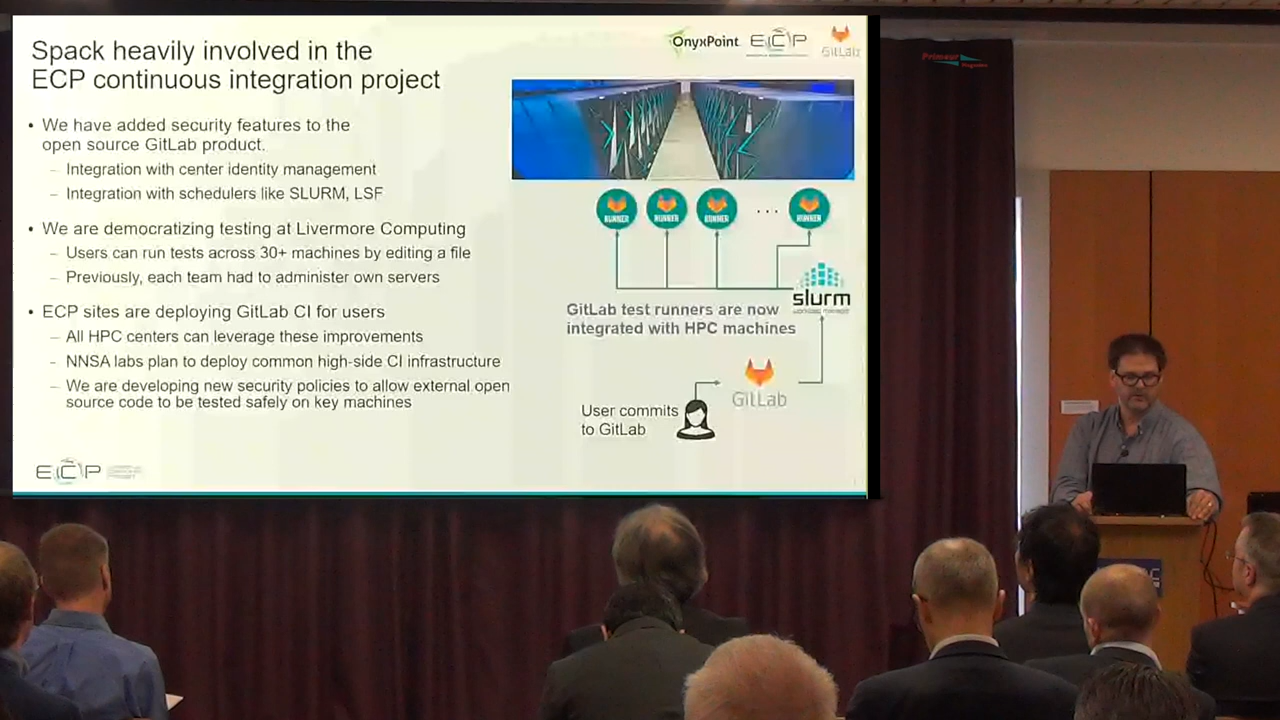 Spack heavily involved in the
ECP continuous integration project
OnyxPoint
ECP
GitLab
• We have added security features to the
open source GitLab product.
– Integration with center identity management
– Integration with schedulers like SLURM, LSF
• We are democratizing testing at Livermore Computing
– Users can run tests across 30+ machines by editing a file
– Previously, each team had to administer own servers
• ECP sites are deploying GitLab CI for users
– All HPC centers can leverage these improvements
– NNSA labs plan to deploy common high-side CI infrastructure
– We are developing new security policies to allow external open
source code to be tested safely on key machines
RUNNER
RUNNER
RUNNER
...
RUNNER
slurm
workload manager
GitLab test runners are now
integrated with HPC machines
GitLab
User commits
to GitLab
ECP
Primeur
Magazine